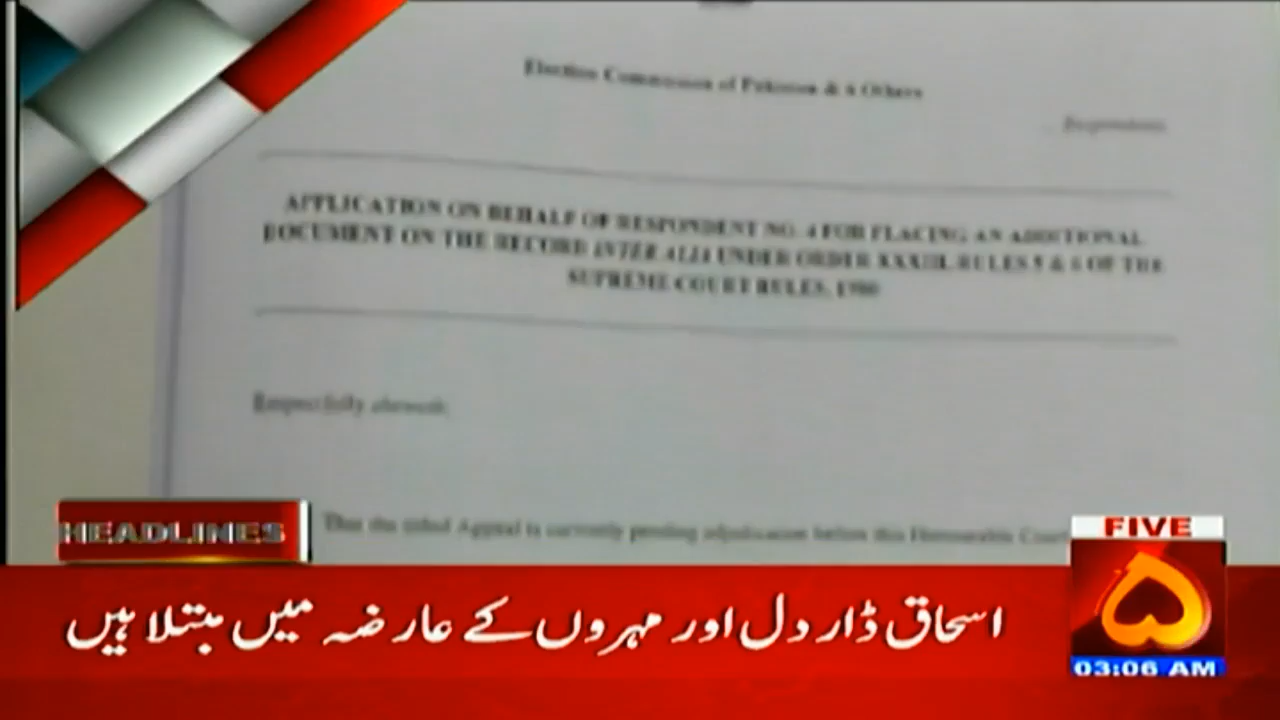 Election Commission of Pakistan & 6 Others
Respondents
APPLICATION ON BEHALF OF RESPONDENT NO. 4 FOR PLACING AN ADDITIONAL
DOCUMENT ON THE RECORD INTER ALIA UNDER ORDER XXXIII, RULES 5 & 6 OF THE
SUPREME COURT RULES, 1980
Respectfully sheweth,
That the titled Appeal is currently pending adjudication before this Honourable Court
HEADLINES
FIVE
۵
اسحاق ڈار دل اور مہروں کے عارضہ میں مبتلا ہیں
03:06 AM